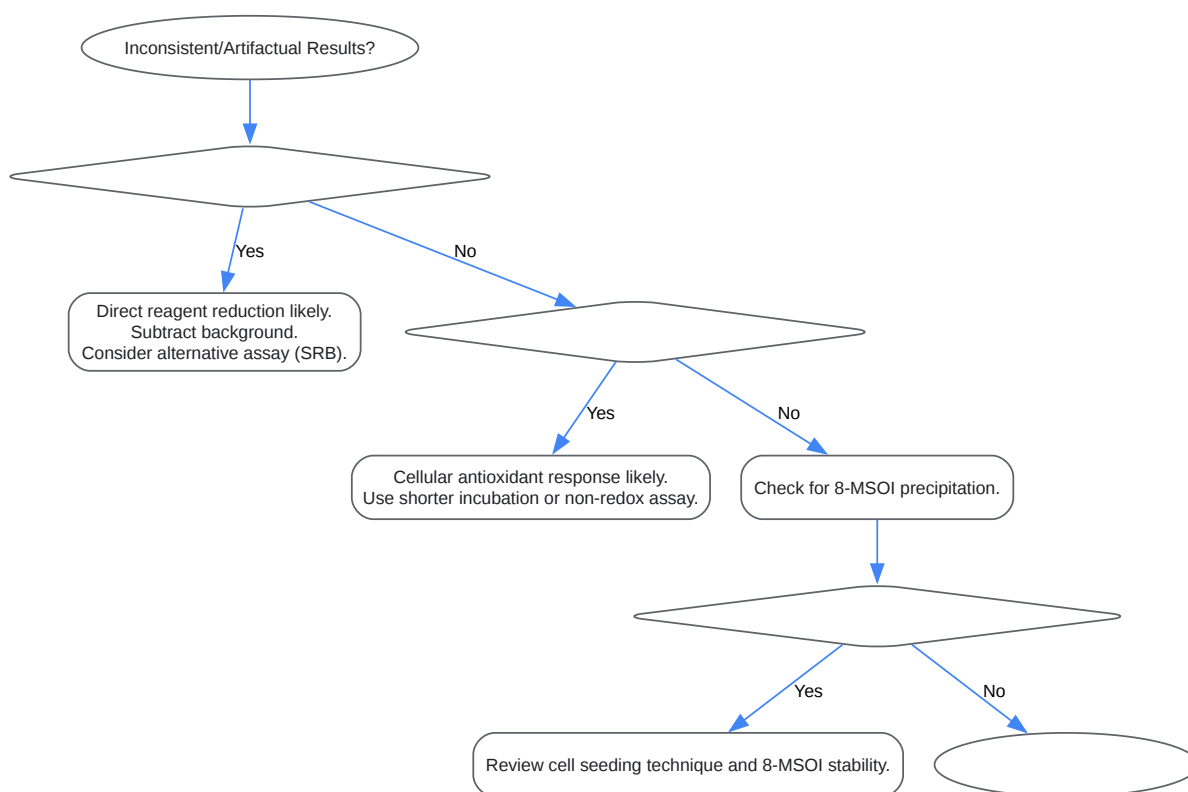 Inconsistent/Artifactual Results?
Yes
No
Direct reagent reduction likely.
Subtract background.
Consider alternative assay (SRB).
Yes
No
Cellular antioxidant response likely.
Use shorter incubation or non-redox assay.
Check for 8-MSOI precipitation.
Yes
No
Review cell seeding technique and 8-MSOI stability.